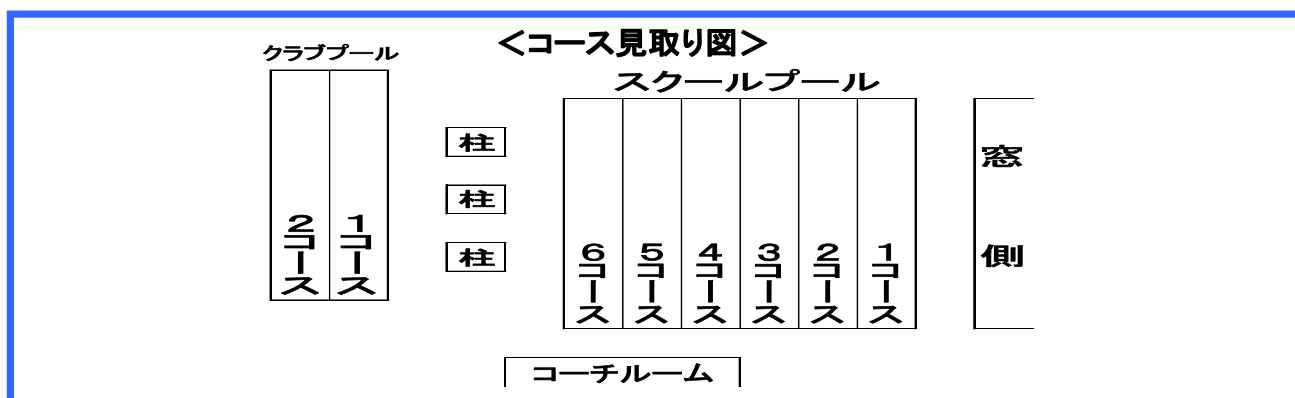 ＜コース見取り図＞
クラブプール
スクールプール
2コース
1コース
柱
柱
柱
6コース
5コース
4コース
3コース
2コース
1コース
窓側
コーチルーム